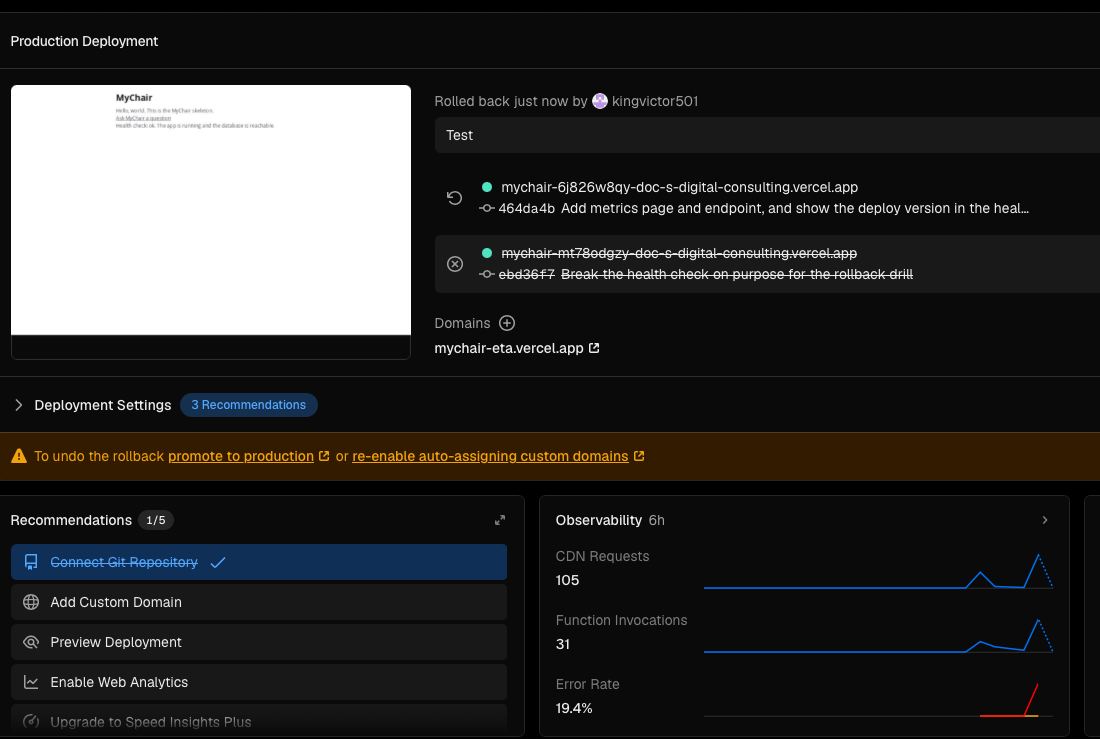 Production Deployment
MyChair
Hello, world. This is the MyChair skeleton.
Ask MyChair a question
Health check: ok. The app is running and the database is reachable.
Rolled back just now by kingvictor501
Test
mychair-6j826w8qy-doc-s-digital-consulting.vercel.app
464da4b Add metrics page and endpoint, and show the deploy version in the heal...
mychair-mt78odgzy-doc-s-digital-consulting.vercel.app
ebd36f7 Break the health check on purpose for the rollback drill
Domains
mychair-eta.vercel.app
Deployment Settings 3 Recommendations
To undo the rollback promote to production or re-enable auto-assigning custom domains
Recommendations 1/5
Connect Git Repository
Add Custom Domain
Preview Deployment
Enable Web Analytics
Upgrade to Speed Insights Plus
Observability 6h
CDN Requests
105
Function Invocations
31
Error Rate
19.4%